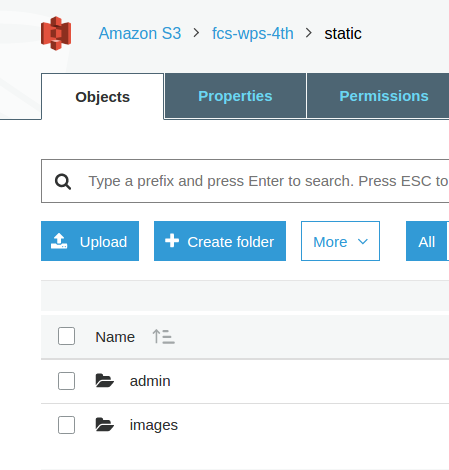 Amazon S3 > fcs-wps-4th > static
Objects Properties Permissions
Type a prefix and press Enter to search. Press ESC to
Upload Create folder More All
Name
admin
images